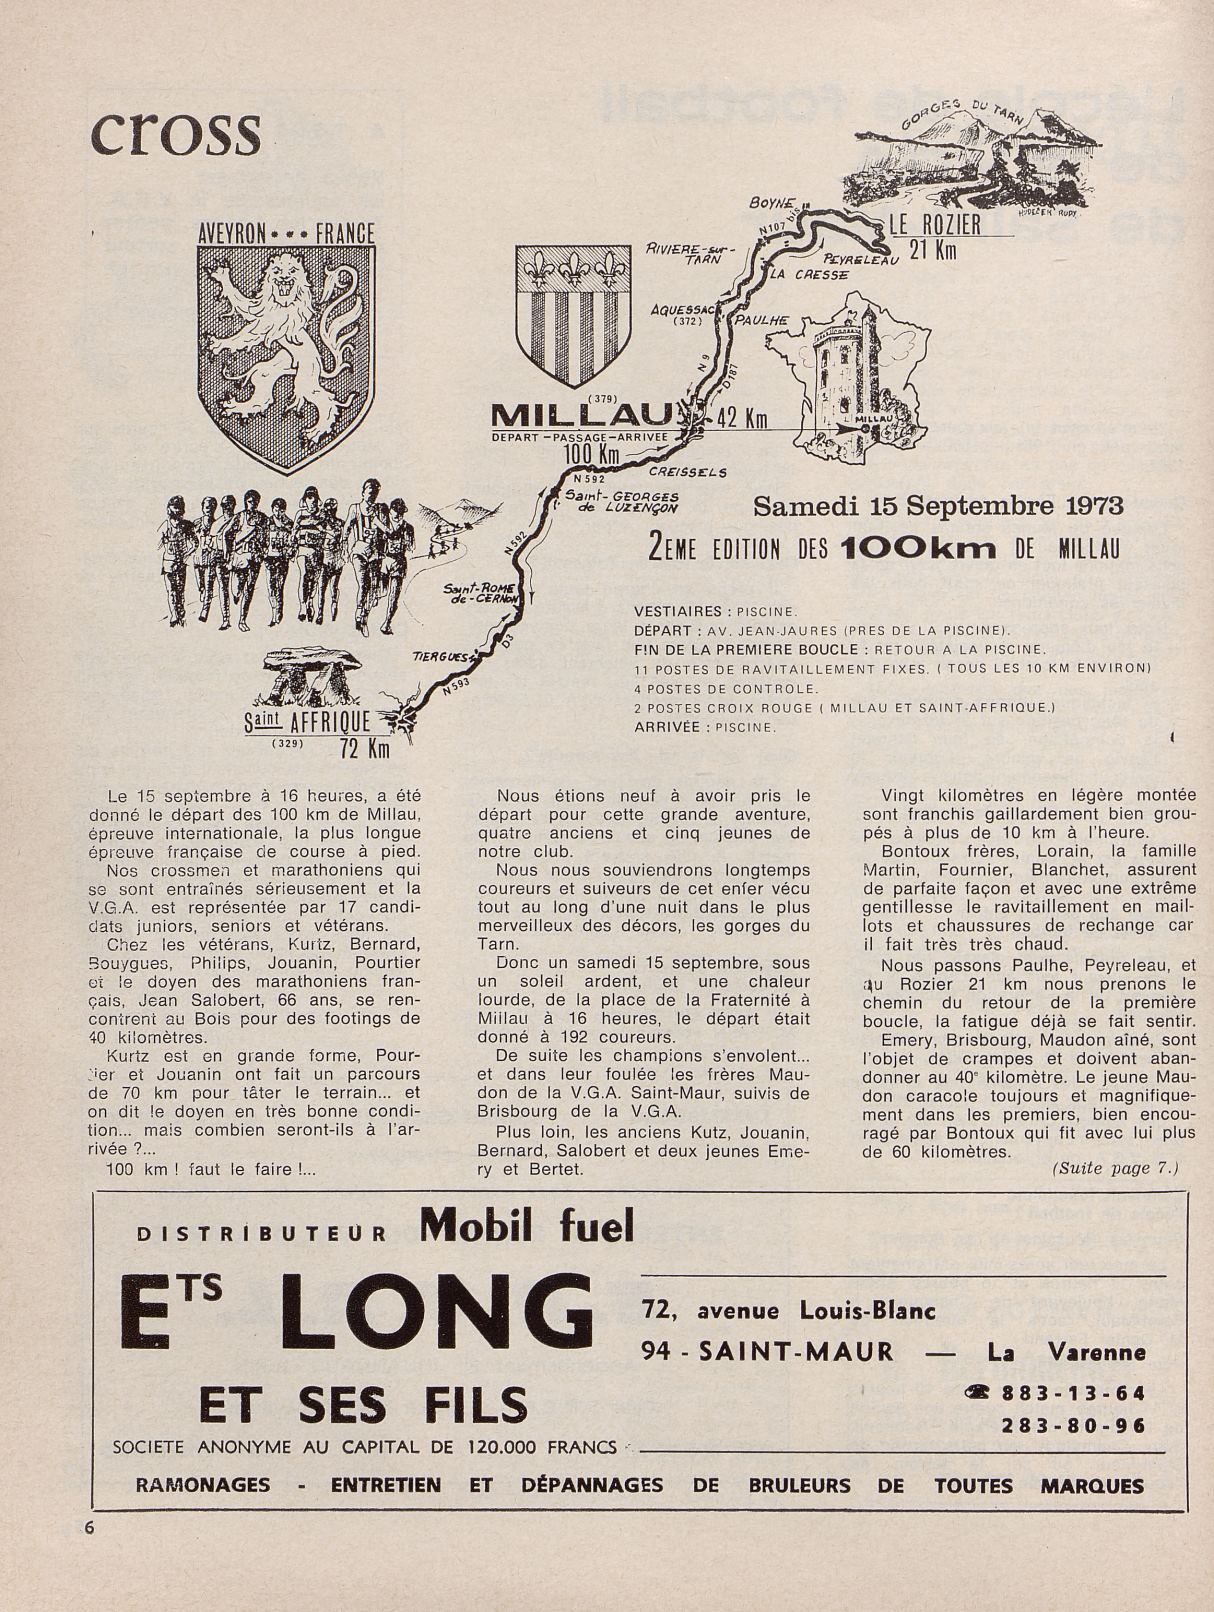 cross
AVEYRON * * * FRANCE
GORGES DU TARN
BOYNE
N107 bis
LE ROZIER
21 Km
RIVIERE-sur-
TARN
PEYRELEAU
LA CRESSE
AQUESSAC
(372)
PAULHE
N 9
D187
(379)
MILLAU
42 Km
MILLAU
DEPART - PASSAGE - ARRIVEE
100 Km
CREISSELS
N 592
Saint-GEORGES
de LUZENÇON
N592
Saint-ROME
de-CERNON
D3
TIERGUES
N593
Saint AFFRIQUE
(329)
72 Km
Samedi 15 Septembre 1973
2EME EDITION DES 100km DE MILLAU
VESTIAIRES : PISCINE.
DÉPART : AV. JEAN-JAURES (PRES DE LA PISCINE).
FIN DE LA PREMIERE BOUCLE : RETOUR A LA PISCINE.
11 POSTES DE RAVITAILLEMENT FIXES. ( TOUS LES 10 KM ENVIRON)
4 POSTES DE CONTROLE.
2 POSTES CROIX ROUGE ( MILLAU ET SAINT-AFFRIQUE.)
ARRIVÉE : PISCINE.
Le 15 septembre à 16 heures, a été
donné le départ des 100 km de Millau,
épreuve internationale, la plus longue
épreuve française de course à pied.
Nos crossmen et marathoniens qui
se sont entraînés sérieusement et la
V.G.A. est représentée par 17 candi-
dats juniors, seniors et vétérans.
Chez les vétérans, Kurtz, Bernard,
Bouygues, Philips, Jouanin, Pourtier
et le doyen des marathoniens fran-
çais, Jean Salobert, 66 ans, se ren-
contrent au Bois pour des footings de
40 kilomètres.
Kurtz est en grande forme, Pour-
tier et Jouanin ont fait un parcours
de 70 km pour tâter le terrain... et
on dit le doyen en très bonne condi-
tion... mais combien seront-ils à l'ar-
rivée ?...
100 km ! faut le faire !...
Nous étions neuf à avoir pris le
départ pour cette grande aventure,
quatre anciens et cinq jeunes de
notre club.
Nous nous souviendrons longtemps
coureurs et suiveurs de cet enfer vécu
tout au long d'une nuit dans le plus
merveilleux des décors, les gorges du
Tarn.
Donc un samedi 15 septembre, sous
un soleil ardent, et une chaleur
lourde, de la place de la Fraternité à
Millau à 16 heures, le départ était
donné à 192 coureurs.
De suite les champions s'envolent...
et dans leur foulée les frères Mau-
don de la V.G.A. Saint-Maur, suivis de
Brisbourg de la V.G.A.
Plus loin, les anciens Kutz, Jouanin,
Bernard, Salobert et deux jeunes Eme-
ry et Bertet.
Vingt kilomètres en légère montée
sont franchis gaillardement bien grou-
pés à plus de 10 km à l'heure.
Bontoux frères, Lorain, la famille
Martin, Fournier, Blanchet, assurent
de parfaite façon et avec une extrême
gentillesse le ravitaillement en mail-
lots et chaussures de rechange car
il fait très très chaud.
Nous passons Paulhe, Peyreleau, et
au Rozier 21 km nous prenons le
chemin du retour de la première
boucle, la fatigue déjà se fait sentir.
Emery, Brisbourg, Maudon aîné, sont
l'objet de crampes et doivent aban-
donner au 40e kilomètre. Le jeune Mau-
don caracole toujours et magnifique-
ment dans les premiers, bien encou-
ragé par Bontoux qui fit avec lui plus
de 60 kilomètres.
(Suite page 7.)
DISTRIBUTEUR Mobil fuel
ETS LONG
ET SES FILS
SOCIETE ANONYME AU CAPITAL DE 120.000 FRANCS
72, avenue Louis-Blanc
94 - SAINT-MAUR — La Varenne
☎ 883-13-64
283-80-96
RAMONAGES - ENTRETIEN ET DÉPANNAGES DE BRULEURS DE TOUTES MARQUES
6